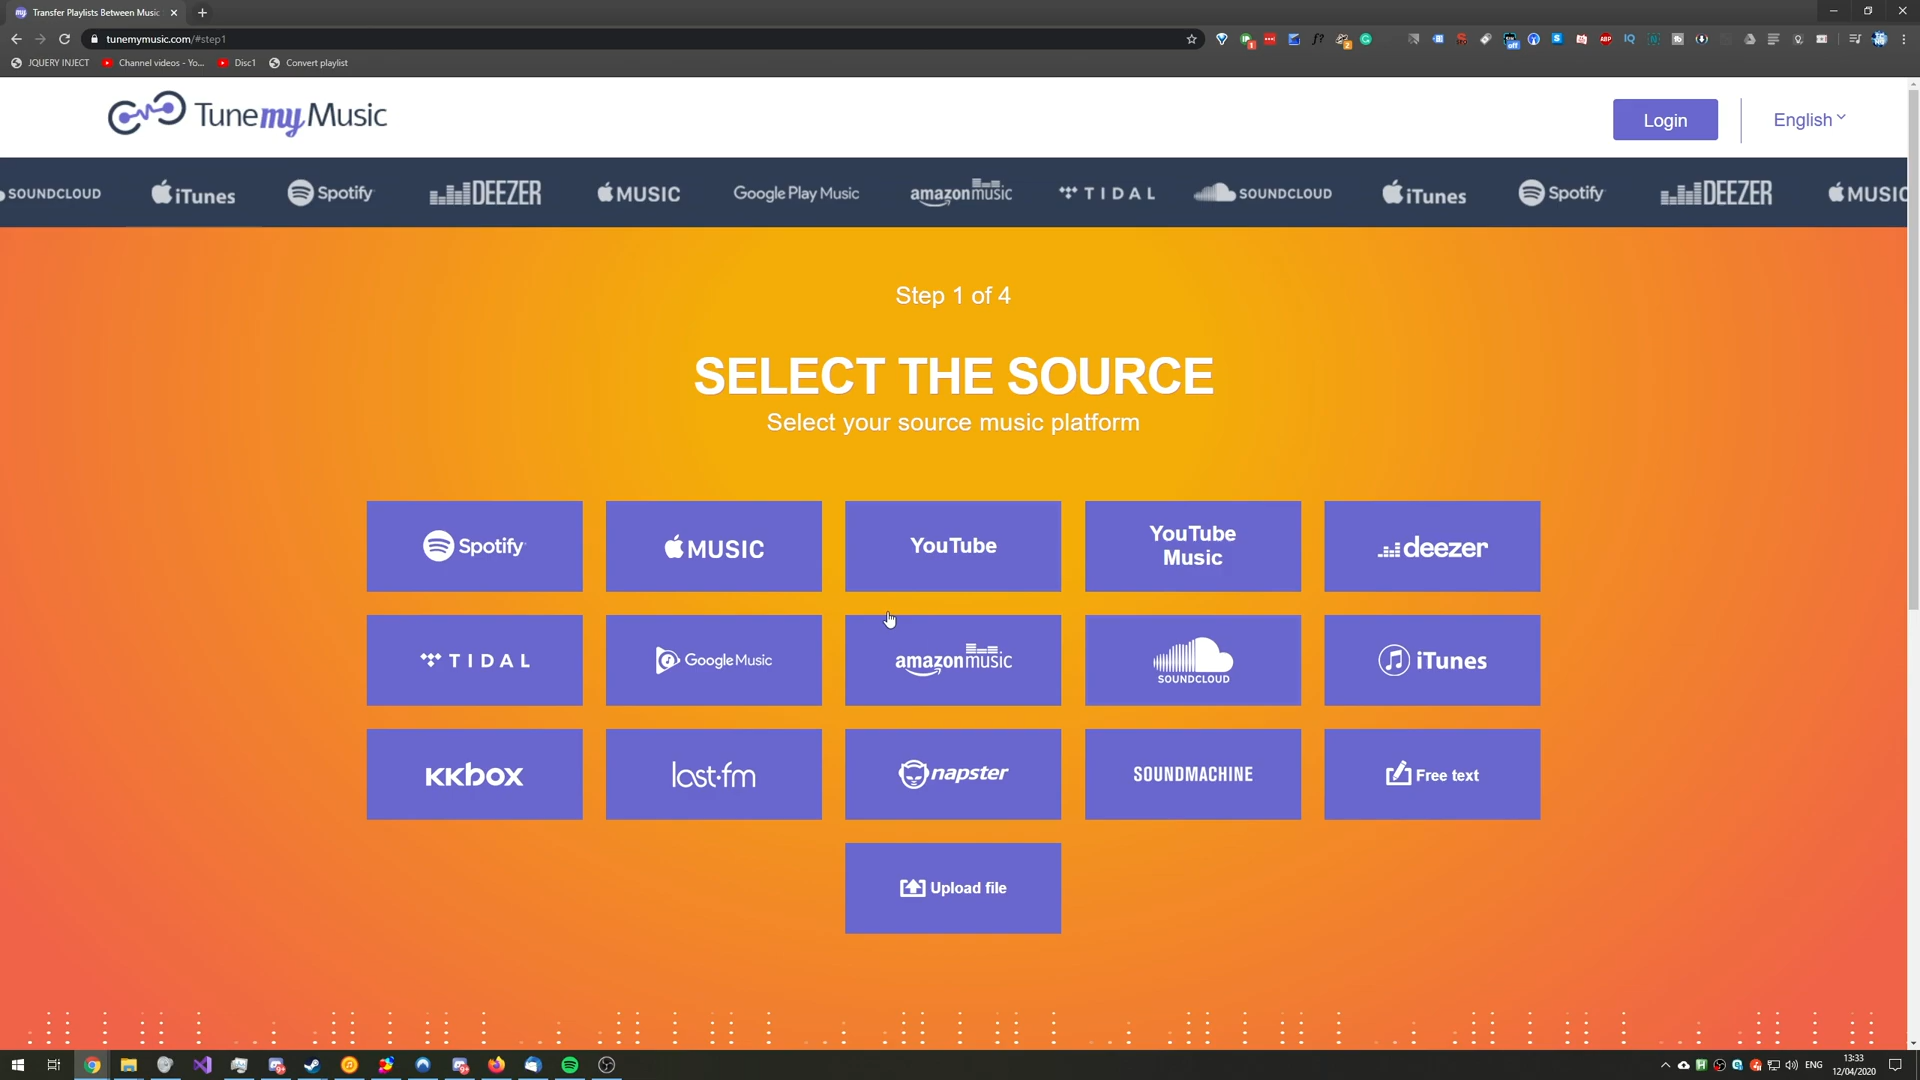 Transfer Playlists Between Music
tunemymusic.com/#step1
JQUERY INJECT
Channel videos - Yo...
Disc1
Convert playlist
Tune my Music
Login
English
SOUNDCLOUD
iTunes
Spotify
DEEZER
MUSIC
Google Play Music
amazon music
TIDAL
SOUNDCLOUD
iTunes
Spotify
DEEZER
MUSIC
Step 1 of 4
SELECT THE SOURCE
Select your source music platform
Spotify
MUSIC
YouTube
YouTube
Music
deezer
TIDAL
Google Music
amazon music
SOUNDCLOUD
iTunes
KKBOX
last.fm
napster
SOUNDMACHINE
Free text
Upload file
ENG
13:33
12/04/2020